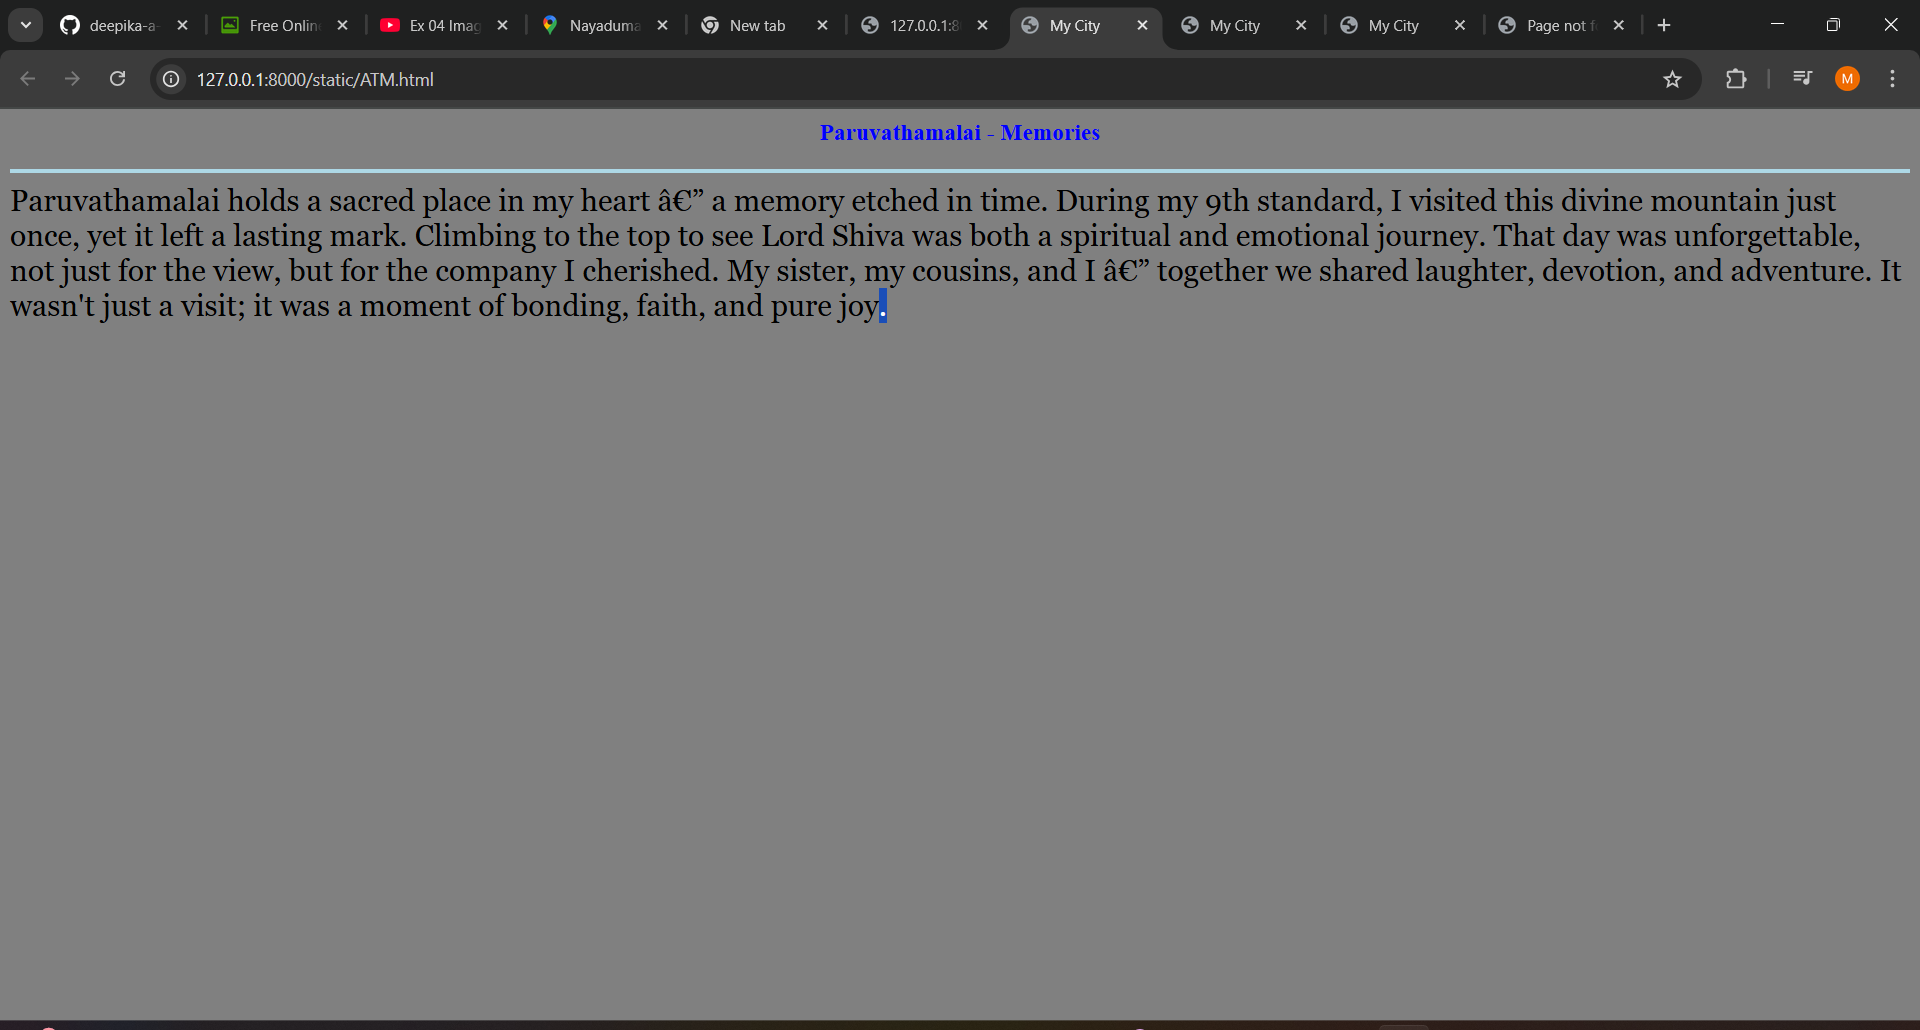 deepika-a-
Free Onlin
Ex 04 Imag
Nayaduma
New tab
127.0.0.1:8
My City
My City
My City
Page not f
127.0.0.1:8000/static/ATM.html
M
Paruvathamalai - Memories
Paruvathamalai holds a sacred place in my heart â€” a memory etched in time. During my 9th standard, I visited this divine mountain just
once, yet it left a lasting mark. Climbing to the top to see Lord Shiva was both a spiritual and emotional journey. That day was unforgettable,
not just for the view, but for the company I cherished. My sister, my cousins, and I â€” together we shared laughter, devotion, and adventure. It
wasn't just a visit; it was a moment of bonding, faith, and pure joy.